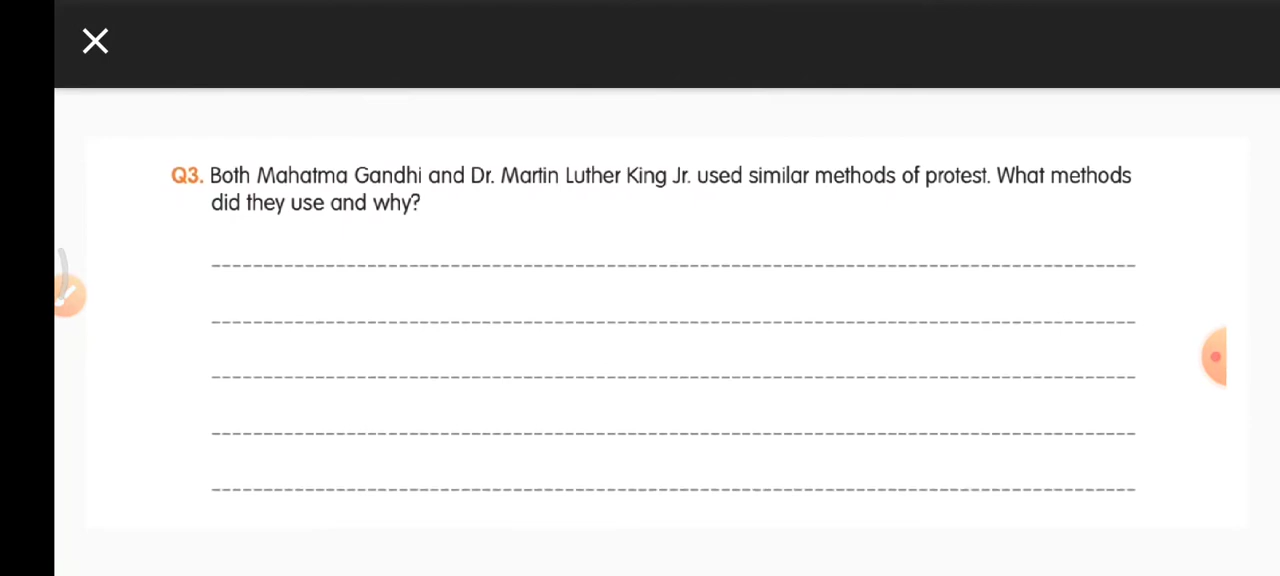 Q3. Both Mahatma Gandhi and Dr. Martin Luther King Jr. used similar methods of protest. What methods
did they use and why?